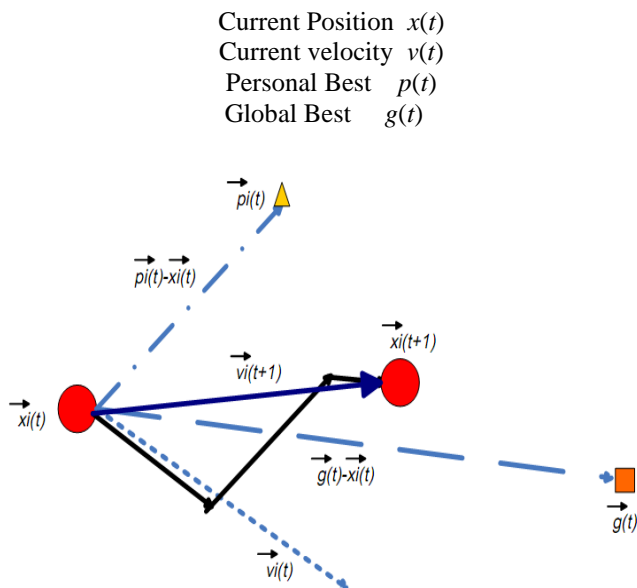 Current Position x(t)
Current velocity v(t)
Personal Best p(t)
Global Best g(t)
pi(t)
pi(t)-xi(t)
xi(t+1)
vi(t+1)
xi(t)
g(t)-xi(t)
g(t)
vi(t)